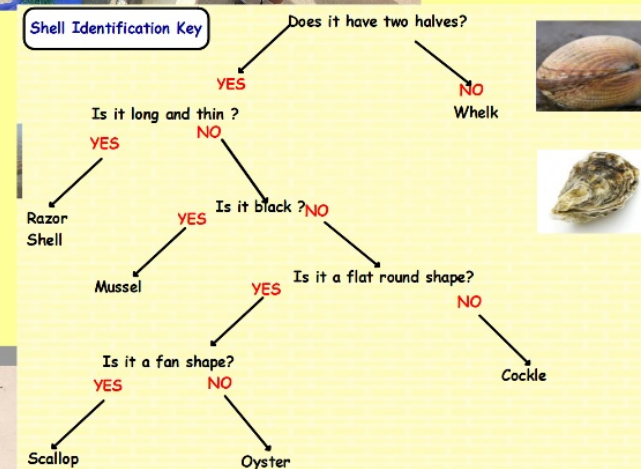 Shell Identification Key
Does it have two halves?
YES
NO
Whelk
Is it long and thin ?
YES
NO
Razor
Shell
Is it black ?
YES
NO
Mussel
Is it a flat round shape?
YES
NO
Cockle
Is it a fan shape?
YES
NO
Scallop
Oyster